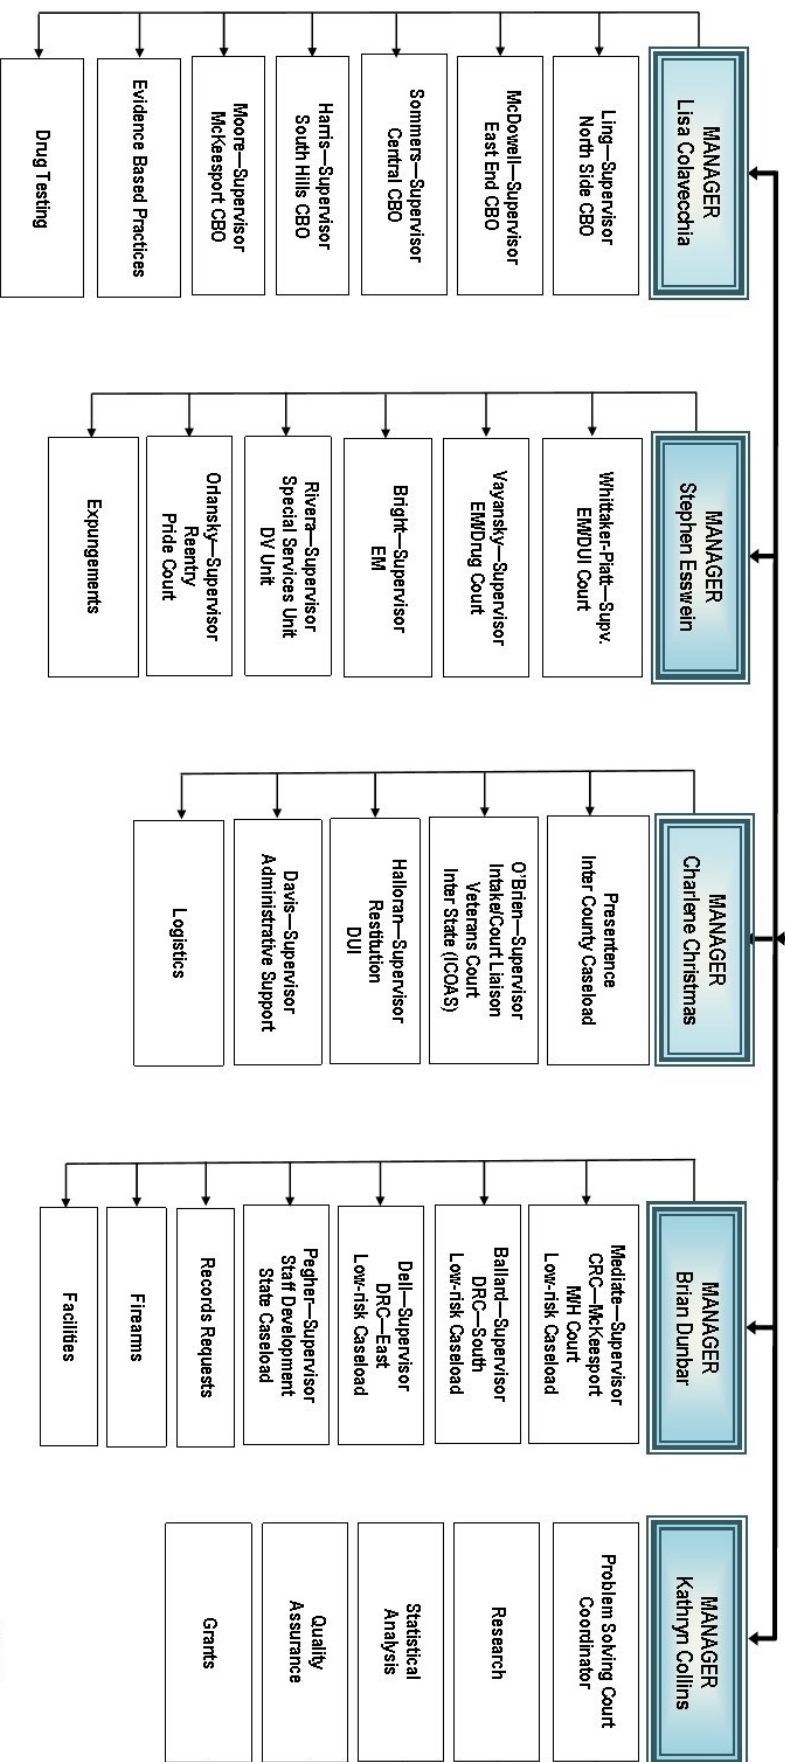 MANAGER
Lisa Colavecchia
Ling—Supervisor
North Side CBO
McDowell—Supervisor
East End CBO
Sommers—Supervisor
Central CBO
Harris—Supervisor
South Hills CBO
Moore—Supervisor
McKeesport CBO
Evidence Based Practices
Drug Testing
MANAGER
Stephen Esswein
Whittaker-Piatt—Supv.
EM/DUI Court
Vayansky—Supervisor
EM/Drug Court
Bright—Supervisor
EM
Rivera—Supervisor
Special Services Unit
DV Unit
Orlansky—Supervisor
Reentry
Pride Court
Expungements
MANAGER
Charlene Christmas
Presentence
Inter County Caseload
O'Brien—Supervisor
Intake/Court Liaison
Veterans Court
Inter State (ICOAS)
Halloran—Supervisor
Restitution
DUI
Davis—Supervisor
Administrative Support
Logistics
MANAGER
Brian Dunbar
Mediate—Supervisor
CRC—McKeesport
M/H Court
Low-risk Caseload
Ballard—Supervisor
DRC—South
Low-risk Caseload
Dell—Supervisor
DRC—East
Low-risk Caseload
Pegher—Supervisor
Staff Development
State Caseload
Records Requests
Firearms
Facilities
MANAGER
Kathryn Collins
Problem Solving Court
Coordinator
Research
Statistical
Analysis
Quality
Assurance
Grants